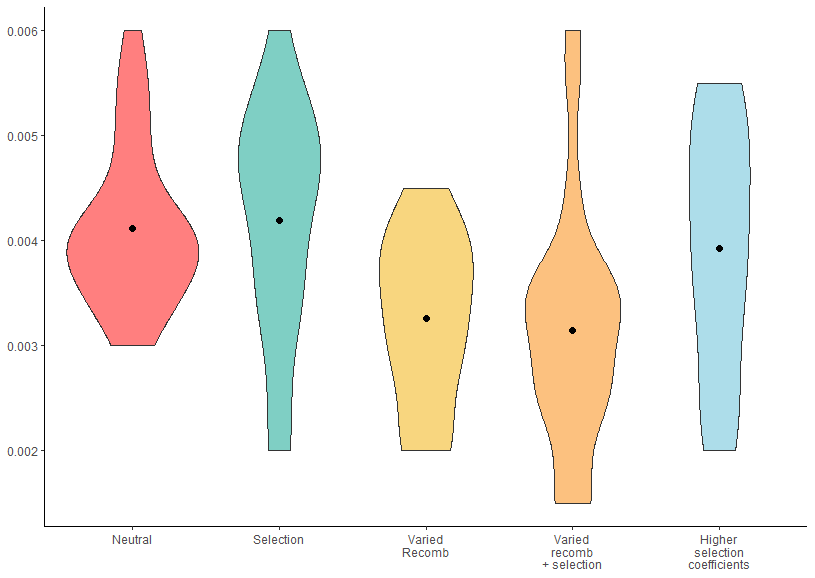 0.006
0.005
0.004
0.003
0.002
Neutral
Selection
Varied
Recomb
Varied
recomb
+ selection
Higher
selection
coefficients